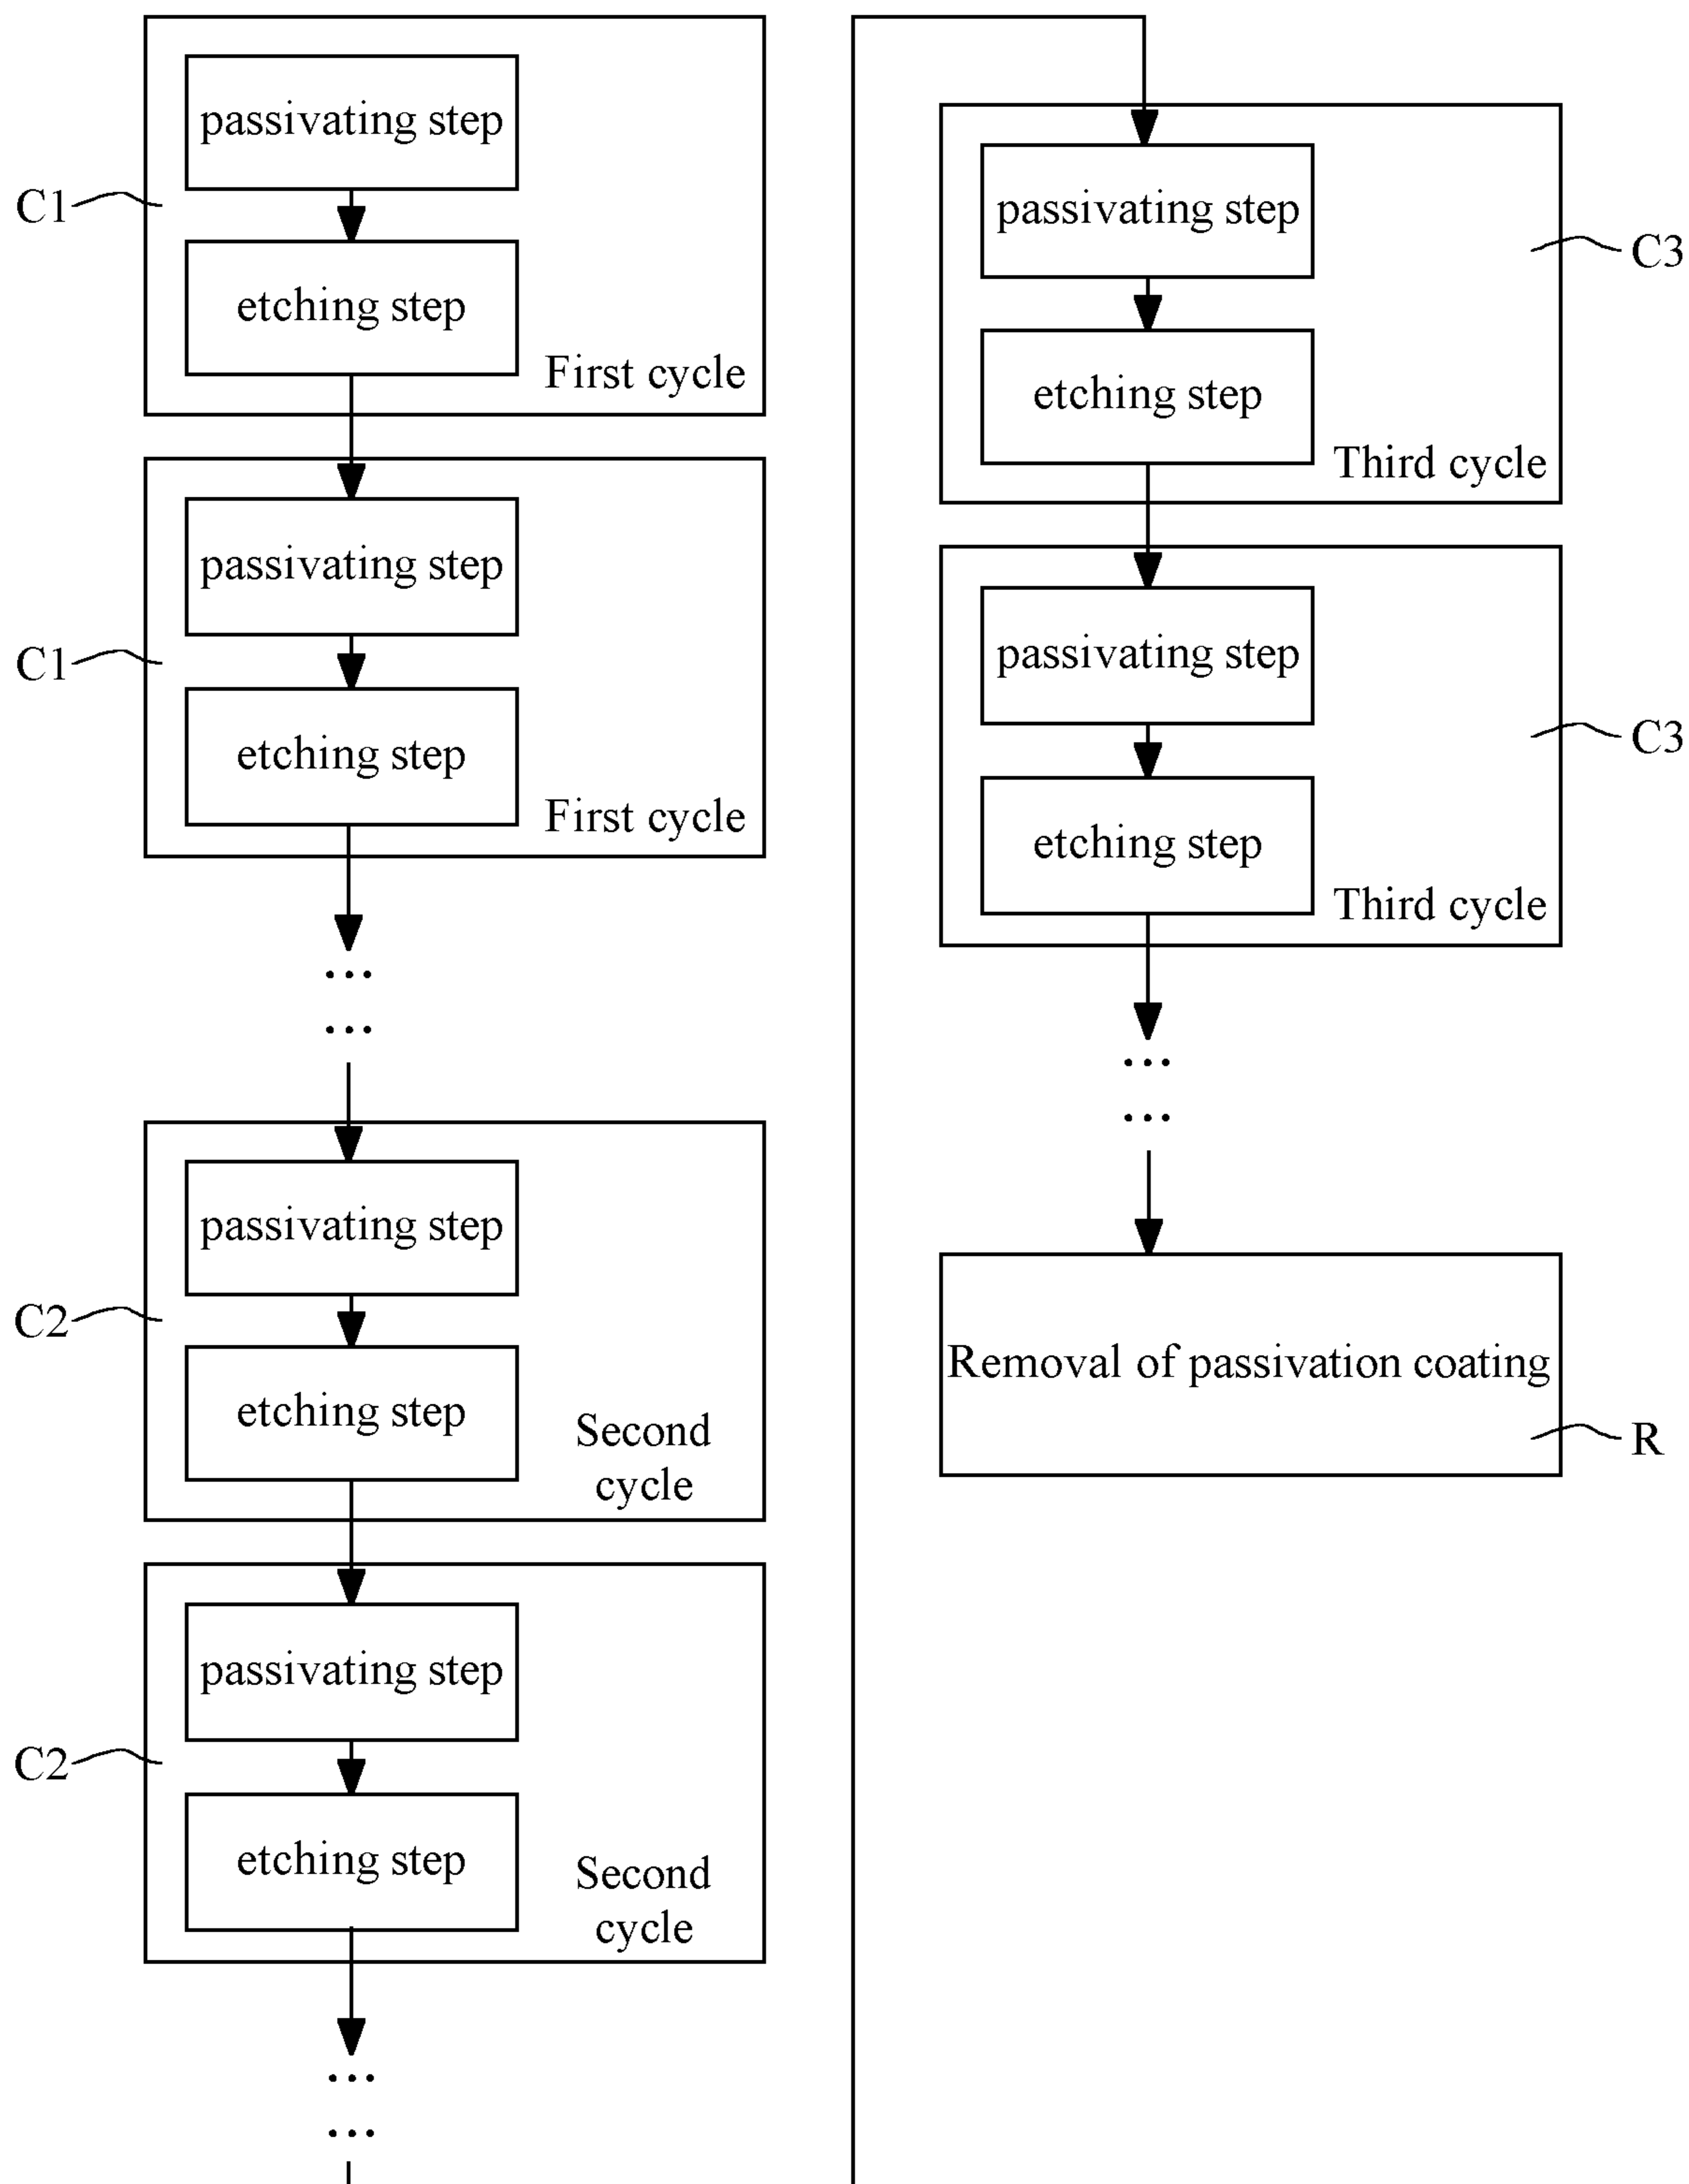 passivating step
C1
etching step
First cycle
passivating step
C1
etching step
First cycle
...
...
passivating step
C2
etching step
Second
cycle
passivating step
C2
etching step
Second
cycle
...
...
passivating step
C3
etching step
Third cycle
passivating step
C3
etching step
Third cycle
...
...
Removal of passivation coating
R